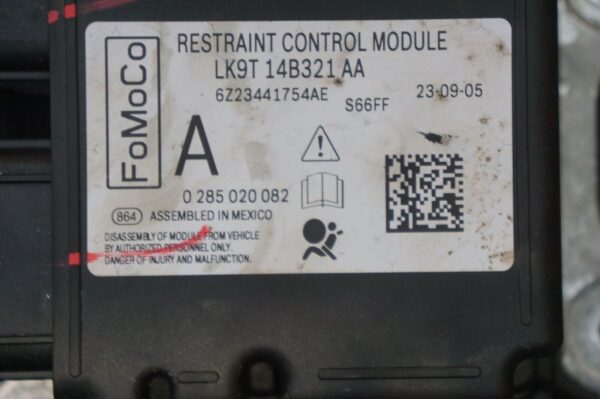 FoMoCo
RESTRAINT CONTROL MODULE
LK9T 14B321 AA
6Z23441754AE S66FF 23-09-05
A
0 285 020 082
864 ASSEMBLED IN MEXICO
DISASSEMBLY OF MODULE FROM VEHICLE
BY AUTHORIZED PERSONNEL ONLY.
DANGER OF INJURY AND MALFUNCTION.